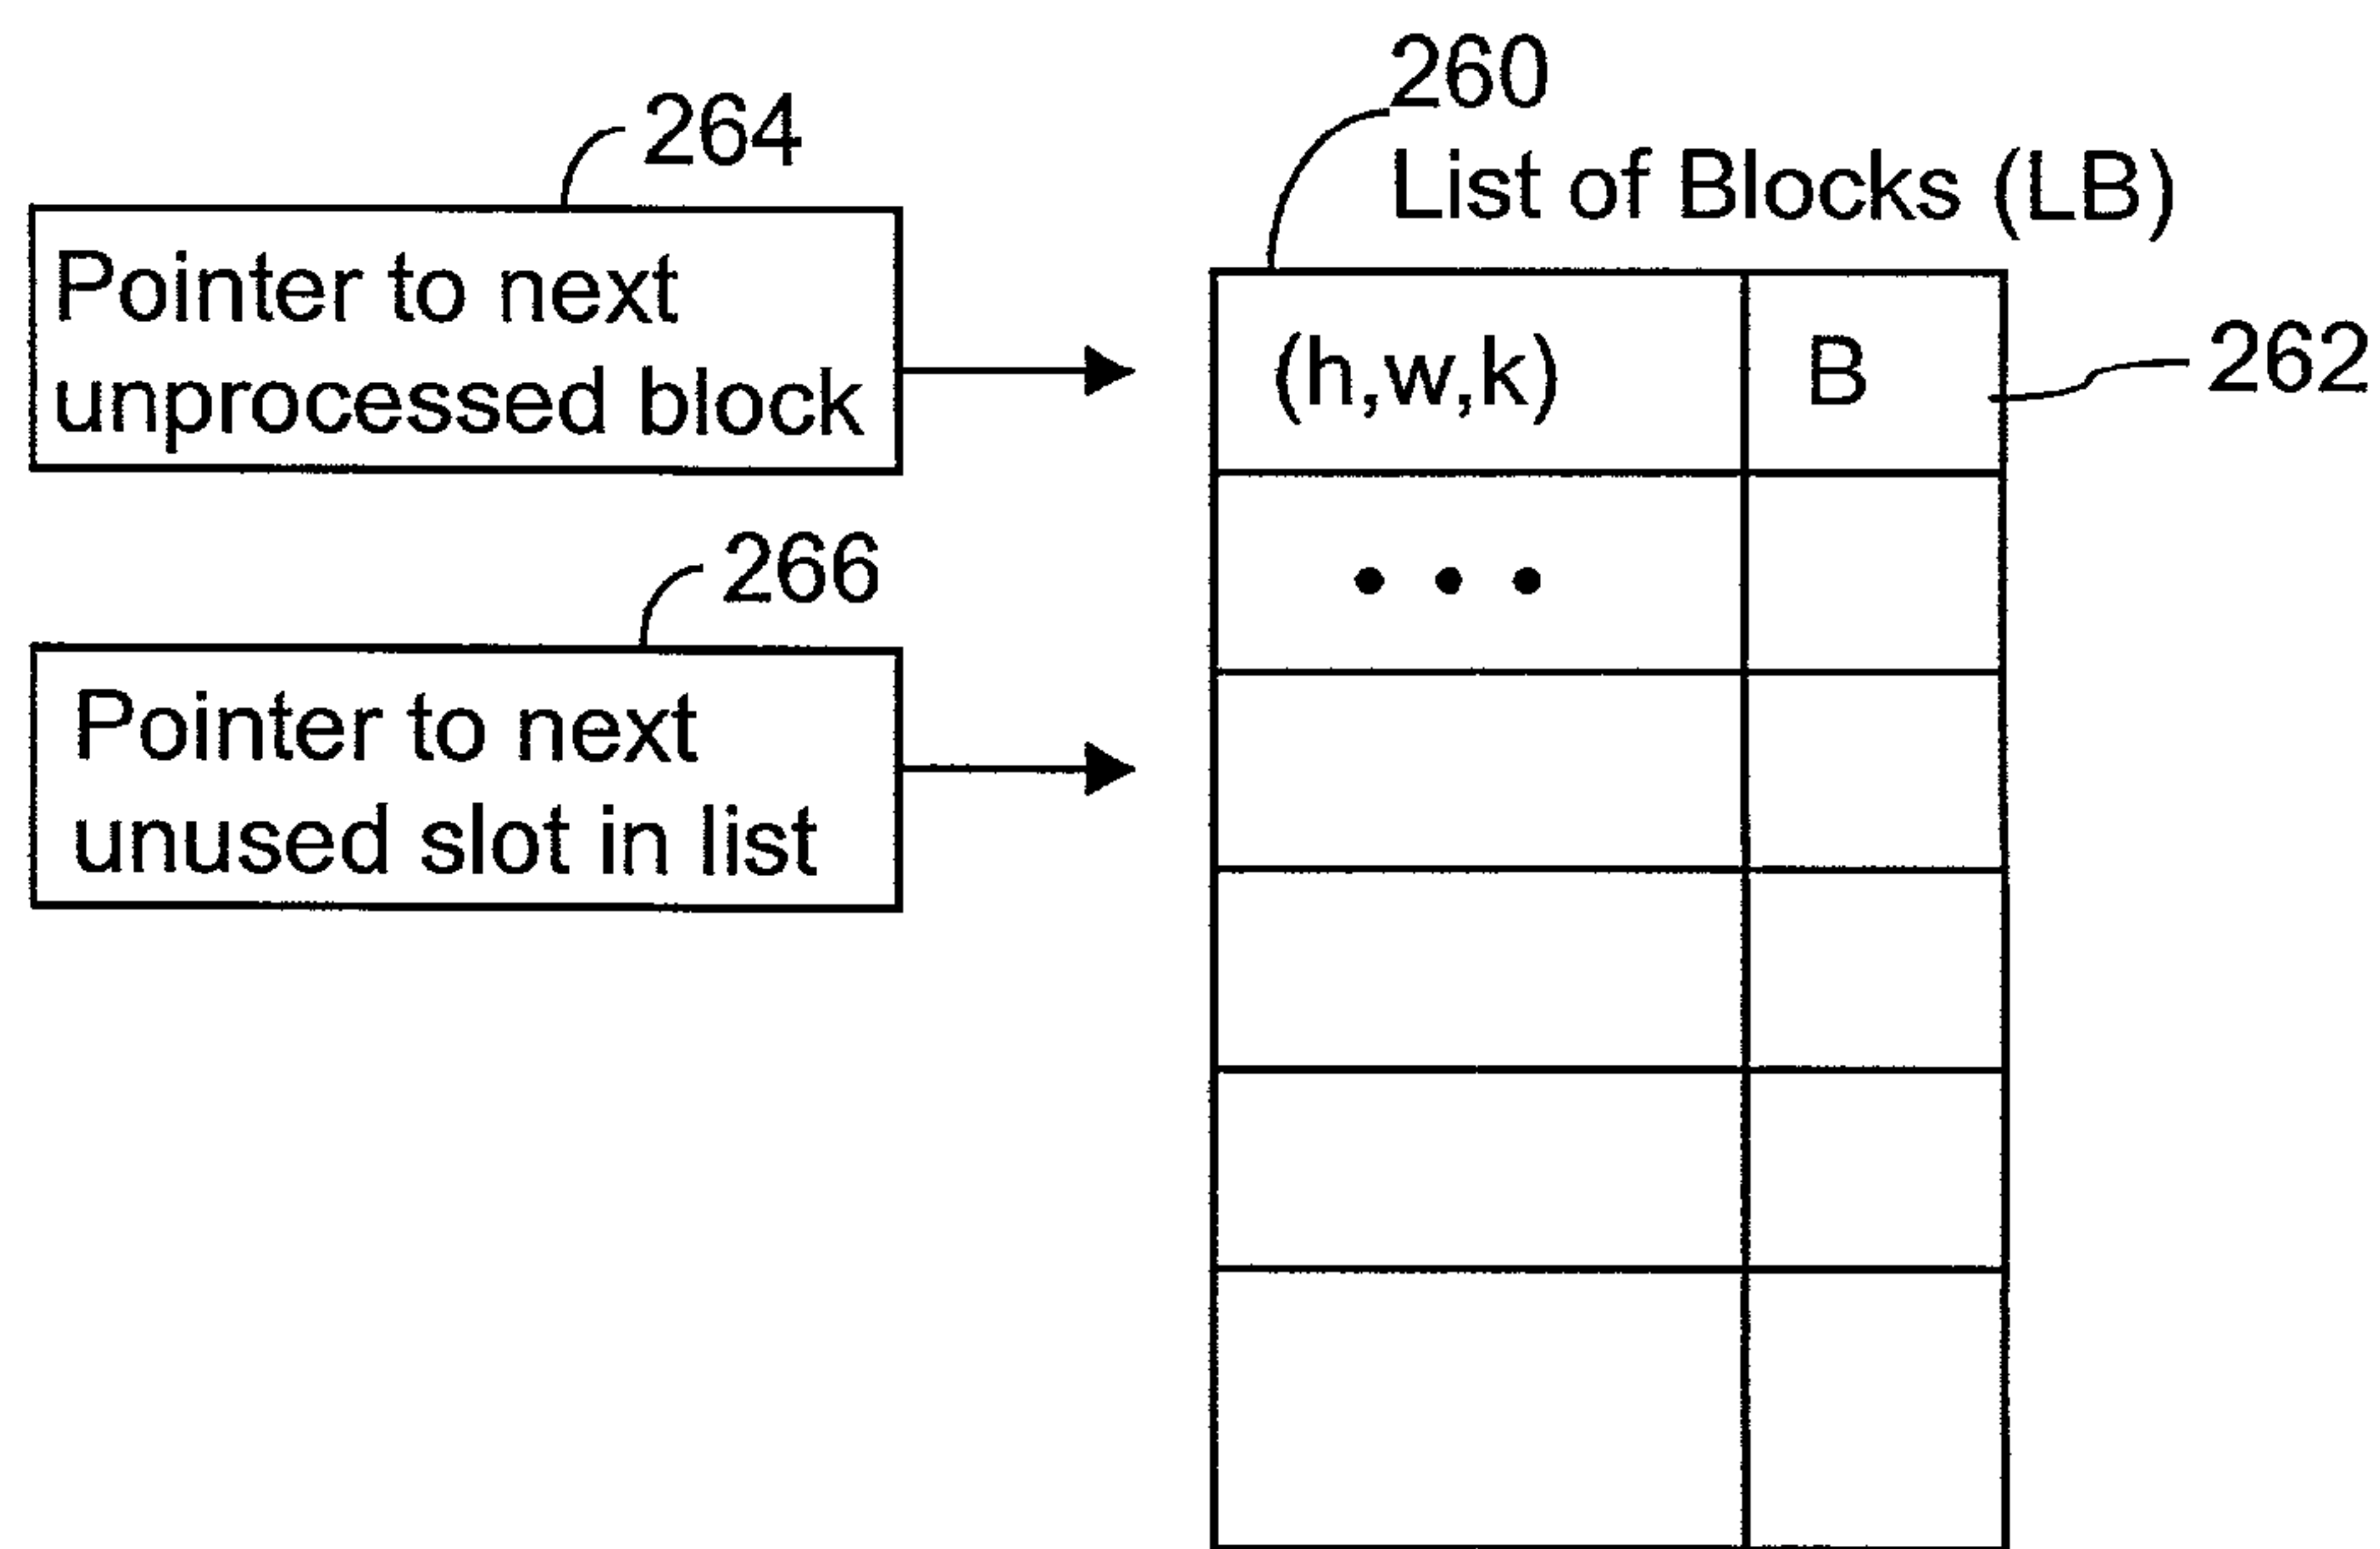 264
Pointer to next
unprocessed block
266
Pointer to next
unused slot in list
260
List of Blocks (LB)
(h,w,k) B
262
• • •